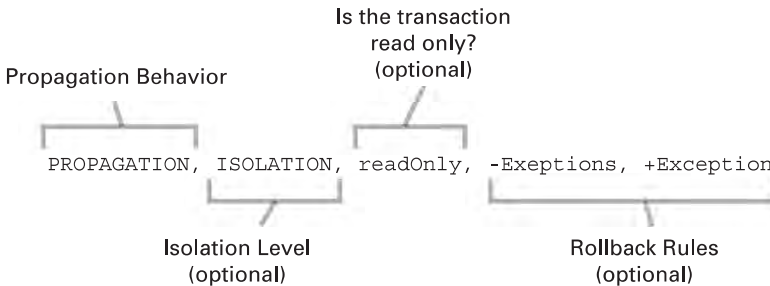 Is the transaction
read only?
(optional)
Propagation Behavior
PROPAGATION, ISOLATION, readOnly, -Exeptions, +Exception
Isolation Level
(optional)
Rollback Rules
(optional)